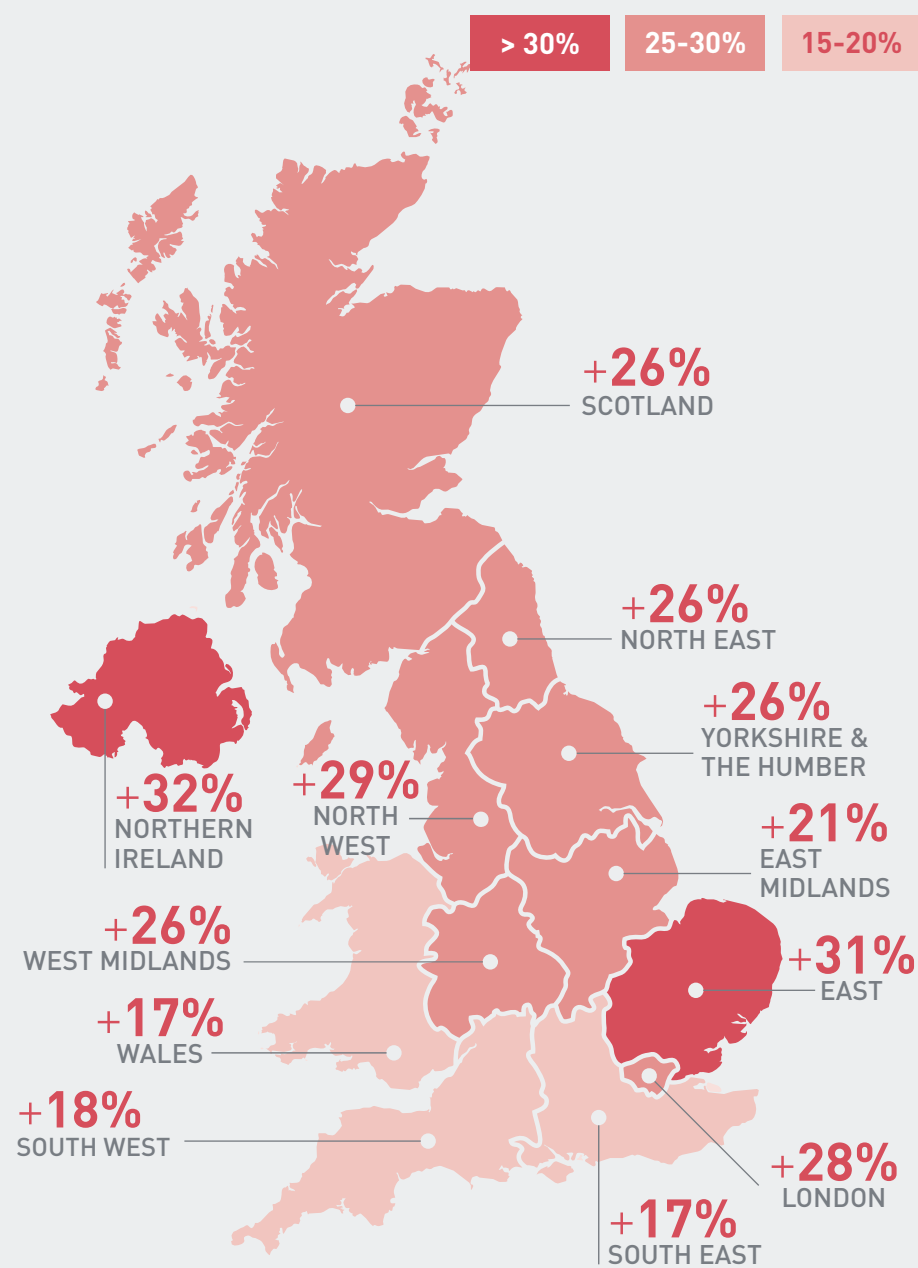 > 30%
25-30%
15-20%
+26%
SCOTLAND
+26%
NORTH EAST
+26%
YORKSHIRE &
THE HUMBER
+29%
NORTH
WEST
+32%
NORTHERN
IRELAND
+21%
EAST
MIDLANDS
+26%
WEST MIDLANDS
+31%
EAST
+17%
WALES
+18%
SOUTH WEST
+28%
LONDON
+17%
SOUTH EAST